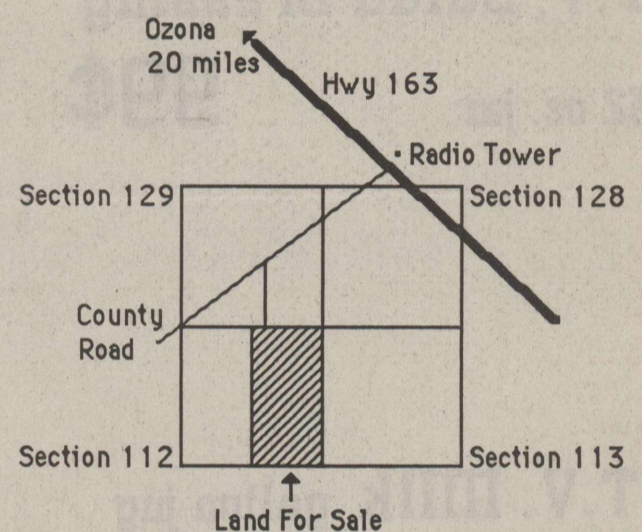 Ozona
20 miles
Hwy 163
Radio Tower
Section 129
Section 128
County
Road
Section 112
Section 113
Land For Sale